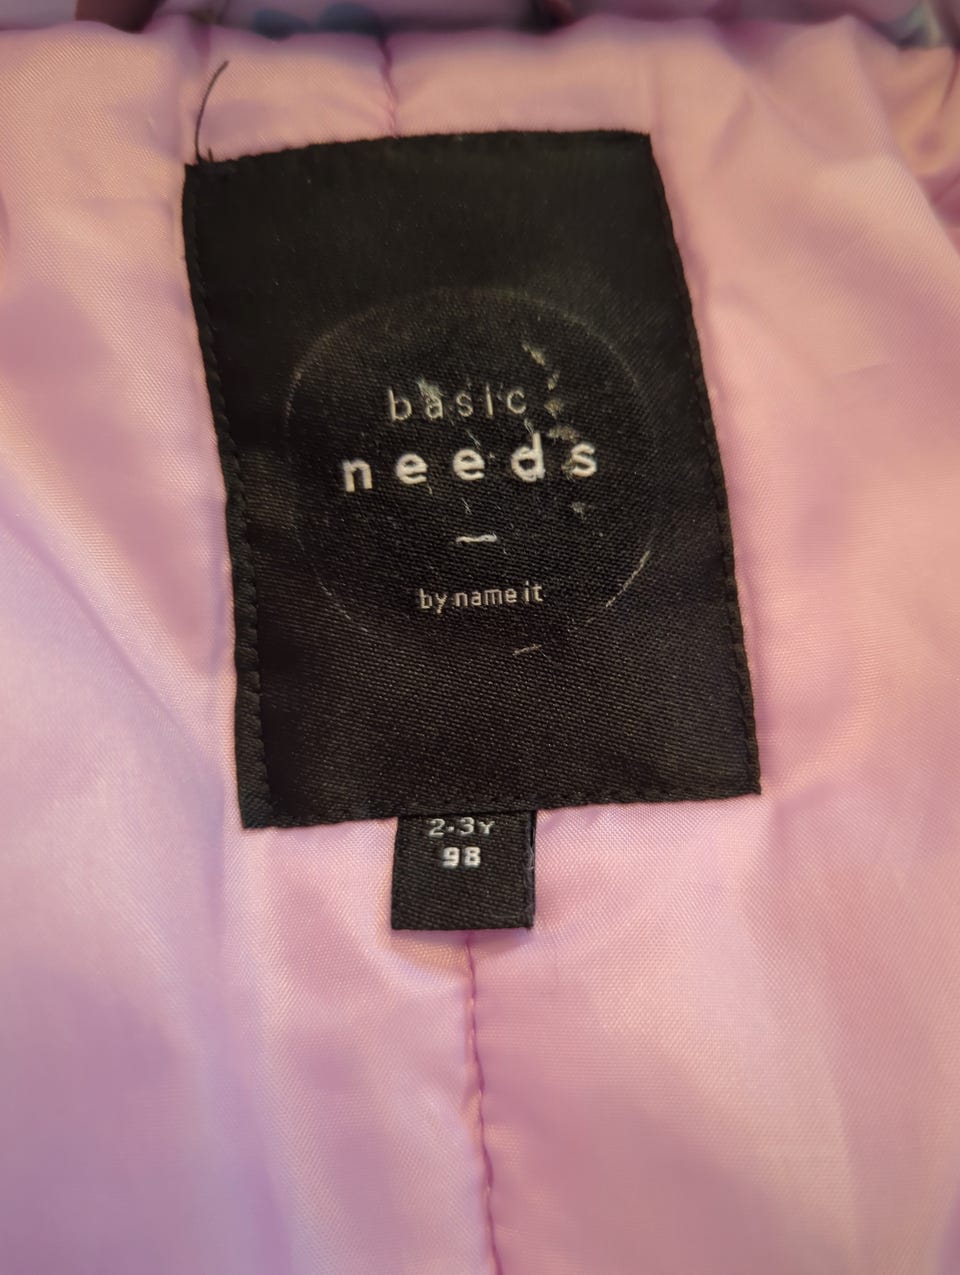 basic
needs
by name it
2-3Y
98